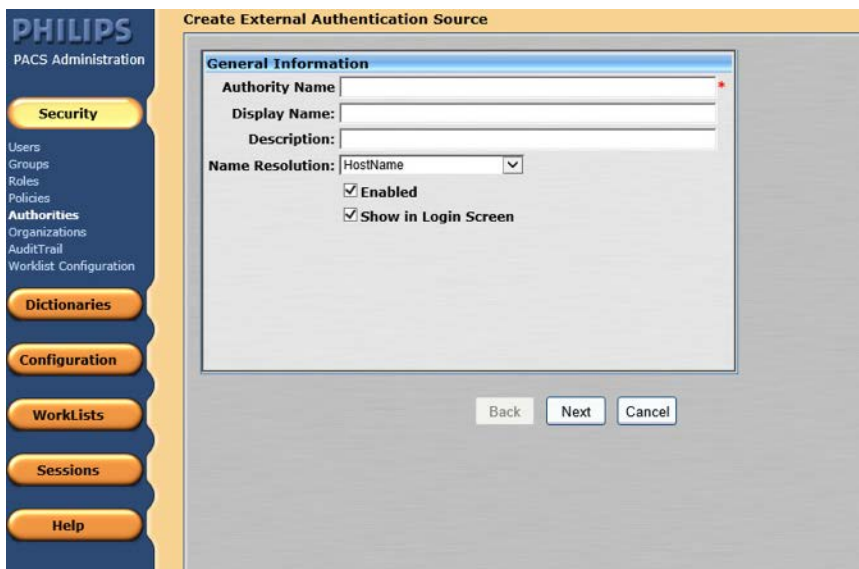 PHILIPS
PACS Administration
Security
Users
Groups
Roles
Policies
Authorities
Organizations
AuditTrail
Worklist Configuration
Dictionaries
Configuration
WorkLists
Sessions
Help
Create External Authentication Source
General Information
Authority Name *
Display Name:
Description:
Name Resolution: HostName
Enabled
Show in Login Screen
Back Next Cancel